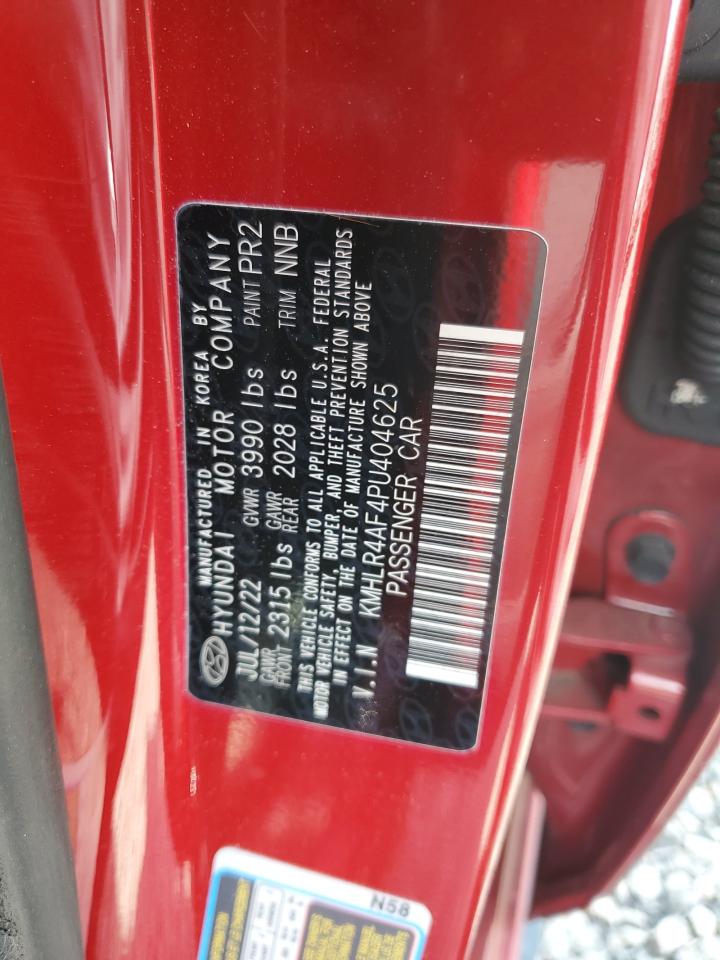 MANUFACTURED IN KOREA BY
HYUNDAI MOTOR COMPANY
JUL/12/22 GVWR 3990 lbs PAINT PR2
GAWR FRONT 2315 lbs GAWR REAR 2028 lbs TRIM NNB
THIS VEHICLE CONFORMS TO ALL APPLICABLE U.S.A. FEDERAL
MOTOR VEHICLE SAFETY, BUMPER, AND THEFT PREVENTION STANDARDS
IN EFFECT ON THE DATE OF MANUFACTURE SHOWN ABOVE
V.I.N KMHLR4AF4PU404625
PASSENGER CAR
N58